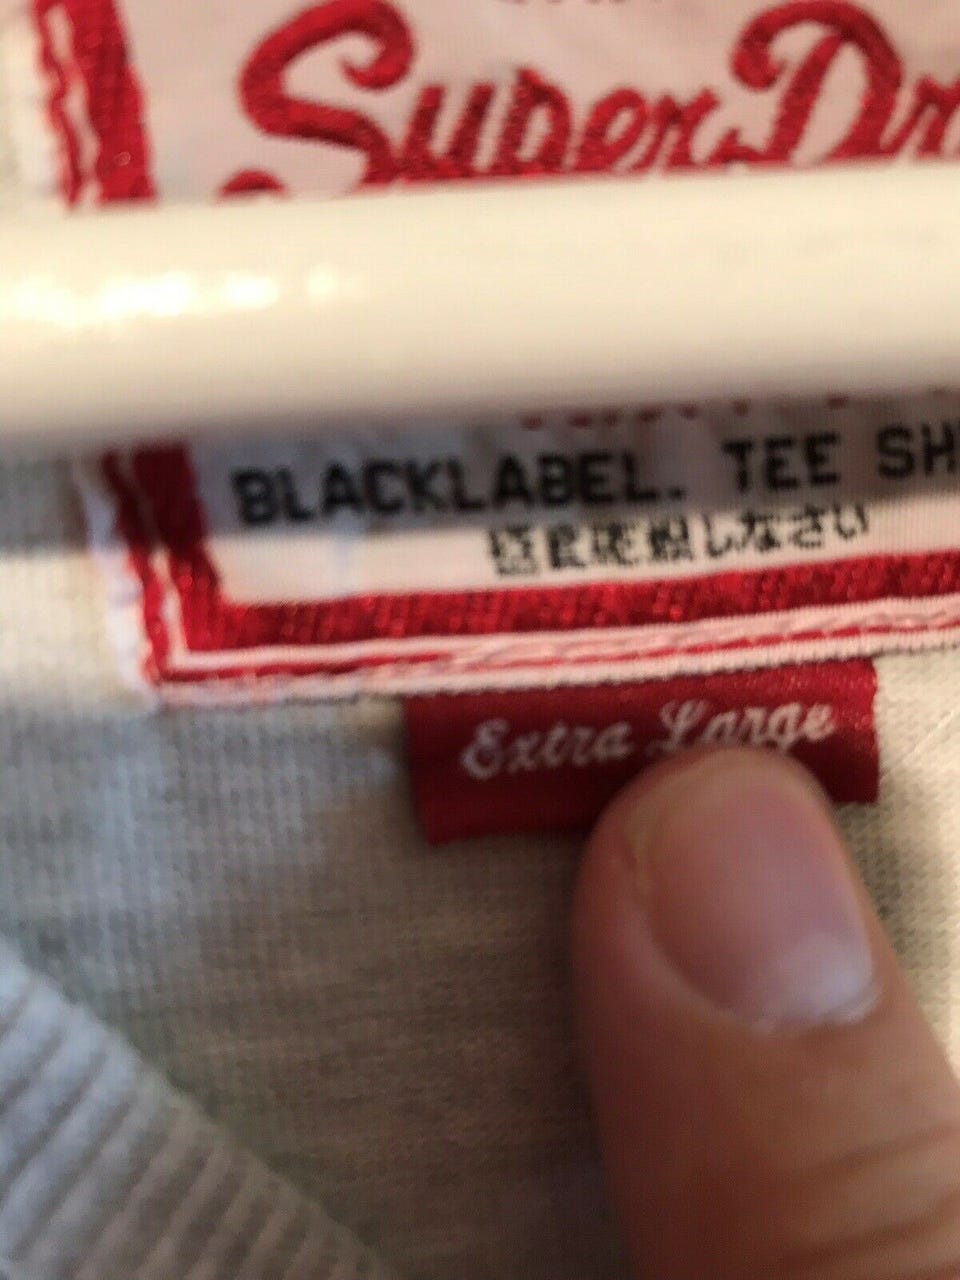 SuperDr
BLACKLABEL. TEE SH
しなさい
Extra Large